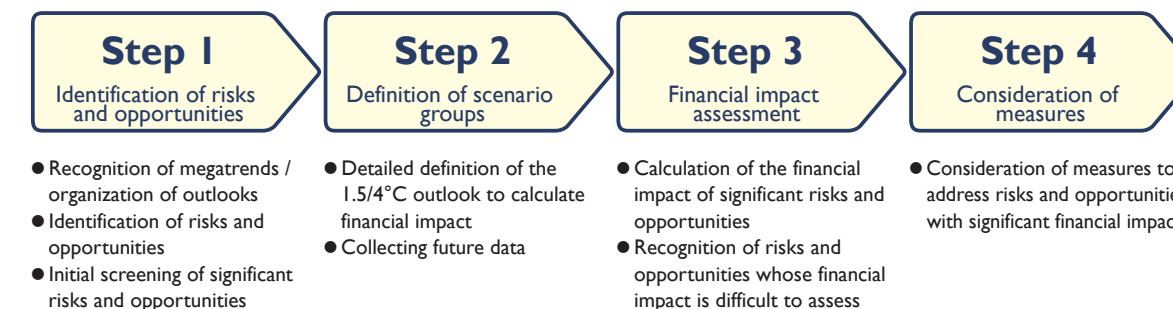 Step 1
Identification of risks
and opportunities
● Recognition of megatrends /
organization of outlooks
● Identification of risks and
opportunities
● Initial screening of significant
risks and opportunities
Step 2
Definition of scenario
groups
● Detailed definition of the
1.5/4°C outlook to calculate
financial impact
● Collecting future data
Step 3
Financial impact
assessment
● Calculation of the financial
impact of significant risks and
opportunities
● Recognition of risks and
opportunities whose financial
impact is difficult to assess
Step 4
Consideration of
measures
● Consideration of measures to
address risks and
with significant financial